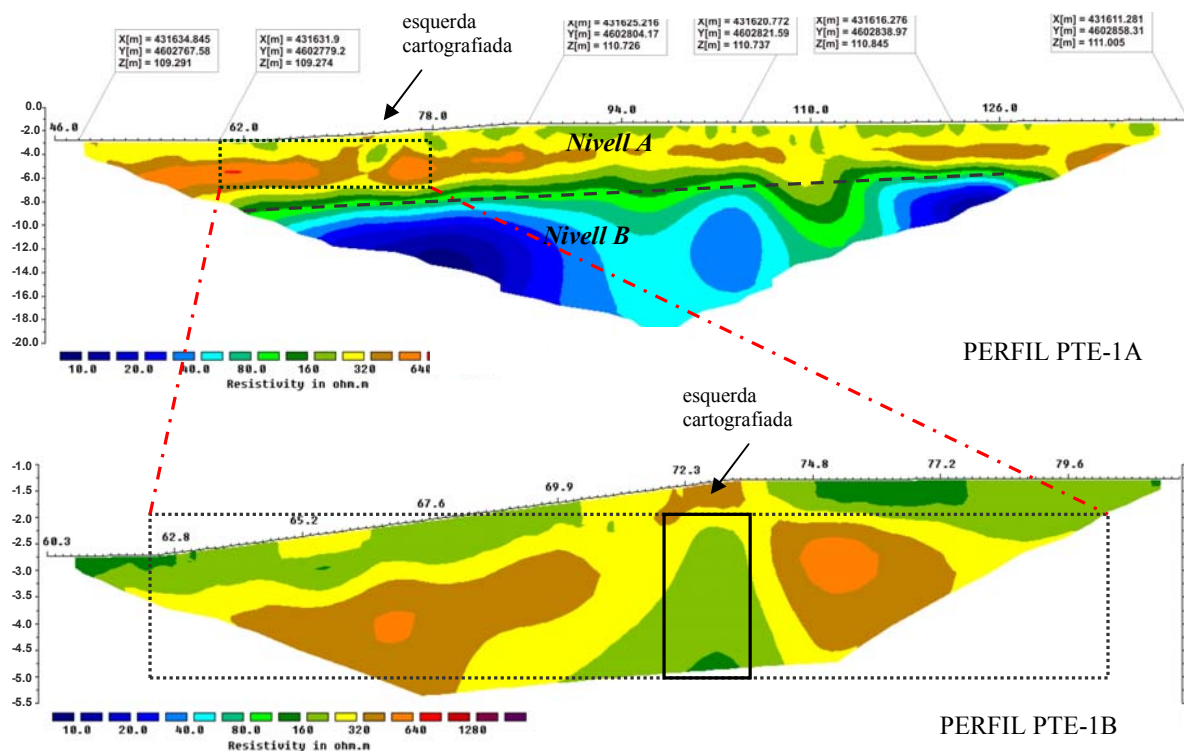 esquerda
cartografiada
X[m] = 431634.845
Y[m] = 4602767.58
Z[m] = 109.291
X[m] = 431631.9
Y[m] = 4602779.2
Z[m] = 109.274
X[m] = 431625.216
Y[m] = 4602804.17
Z[m] = 110.726
X[m] = 431620.772
Y[m] = 4602821.59
Z[m] = 110.737
X[m] = 431616.276
Y[m] = 4602838.97
Z[m] = 110.845
X[m] = 431611.281
Y[m] = 4602858.31
Z[m] = 111.005
46.0 62.0 78.0 94.0 110.0 126.0
0.0
-2.0
-4.0
-6.0
-8.0
-10.0
-12.0
-14.0
-16.0
-18.0
-20.0
Nivell A
Nivell B
10.0 20.0 40.0 80.0 160 320 640
Resistivity in ohm.m
PERFIL PTE-1A
esquerda
cartografiada
60.3 62.8 65.2 67.6 69.9 72.3 74.8 77.2 79.6
-1.0
-1.5
-2.0
-2.5
-3.0
-3.5
-4.0
-4.5
-5.0
-5.5
10.0 20.0 40.0 80.0 160 320 640 1280
Resistivity in ohm.m
PERFIL PTE-1B